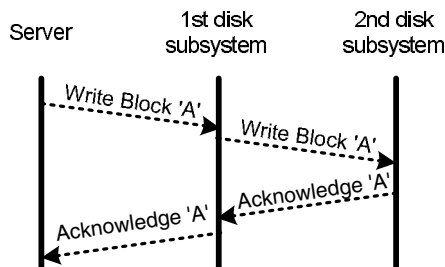 Server
1st disk
subsystem
2nd disk
subsystem
Write Block 'A'
Write Block 'A'
Acknowledge 'A'
Acknowledge 'A'